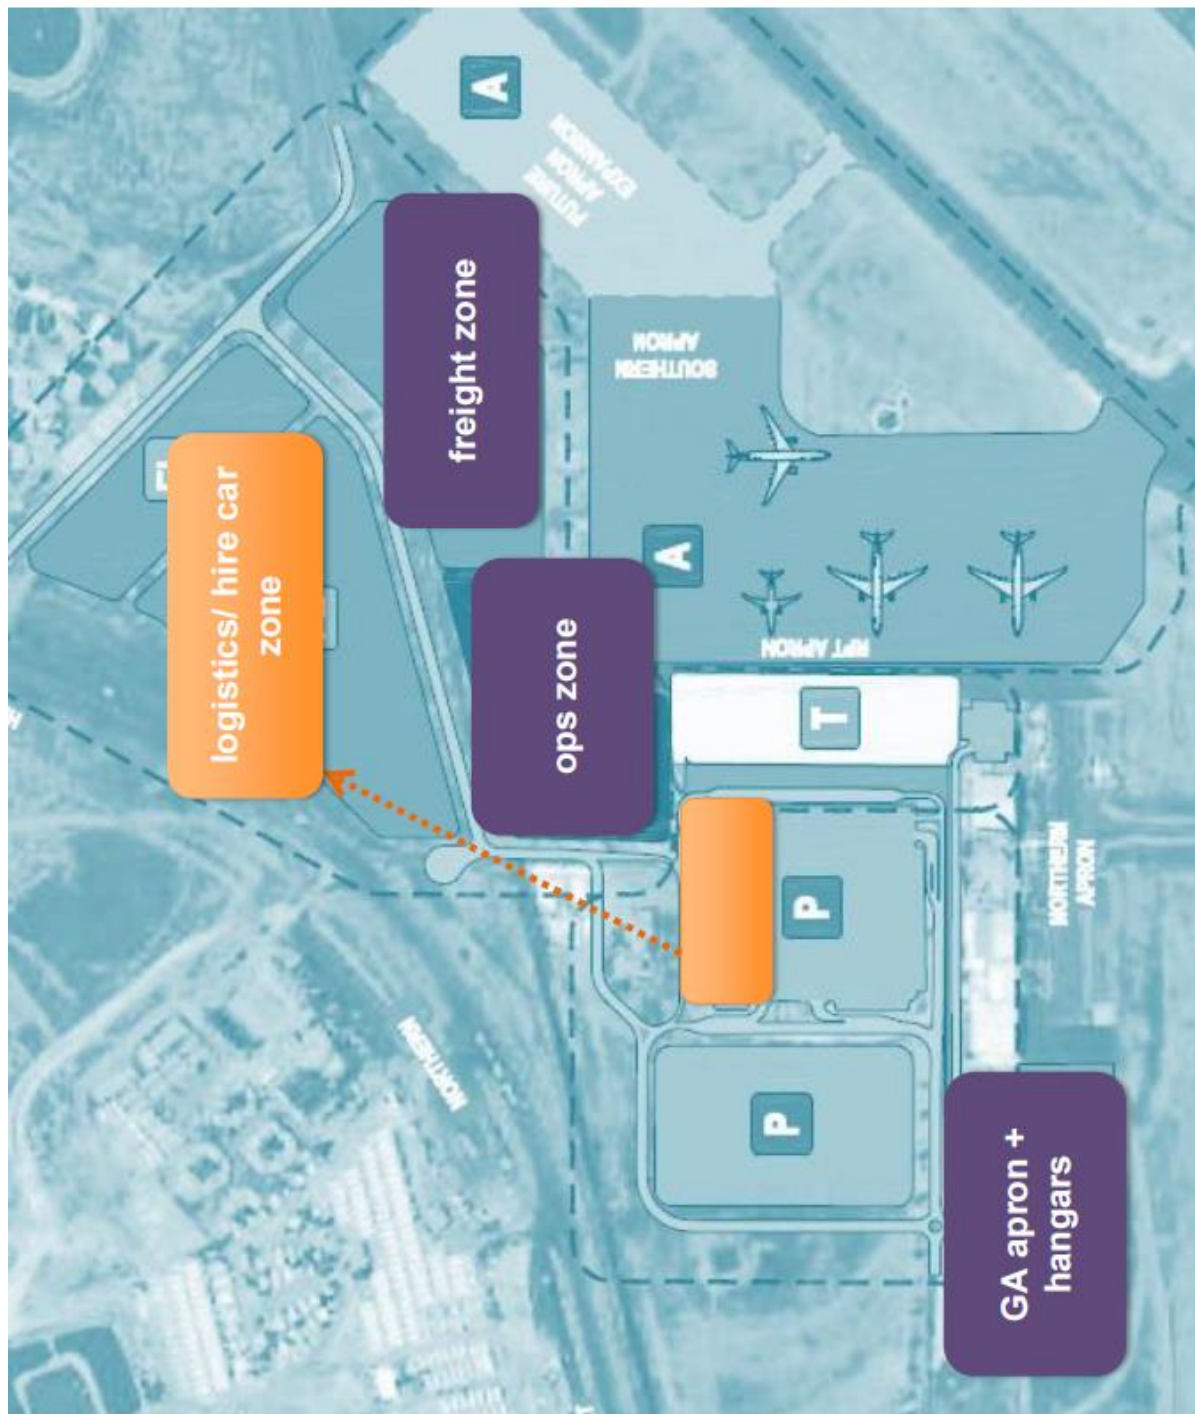 A
FUTURE
APRON
EXPANSION
freight zone
SOUTHERN
APRON
logistics/ hire car
zone
A
ops zone
RPT APRON
T
P
NORTHERN
APRON
NORTHERN
P
GA apron +
hangars